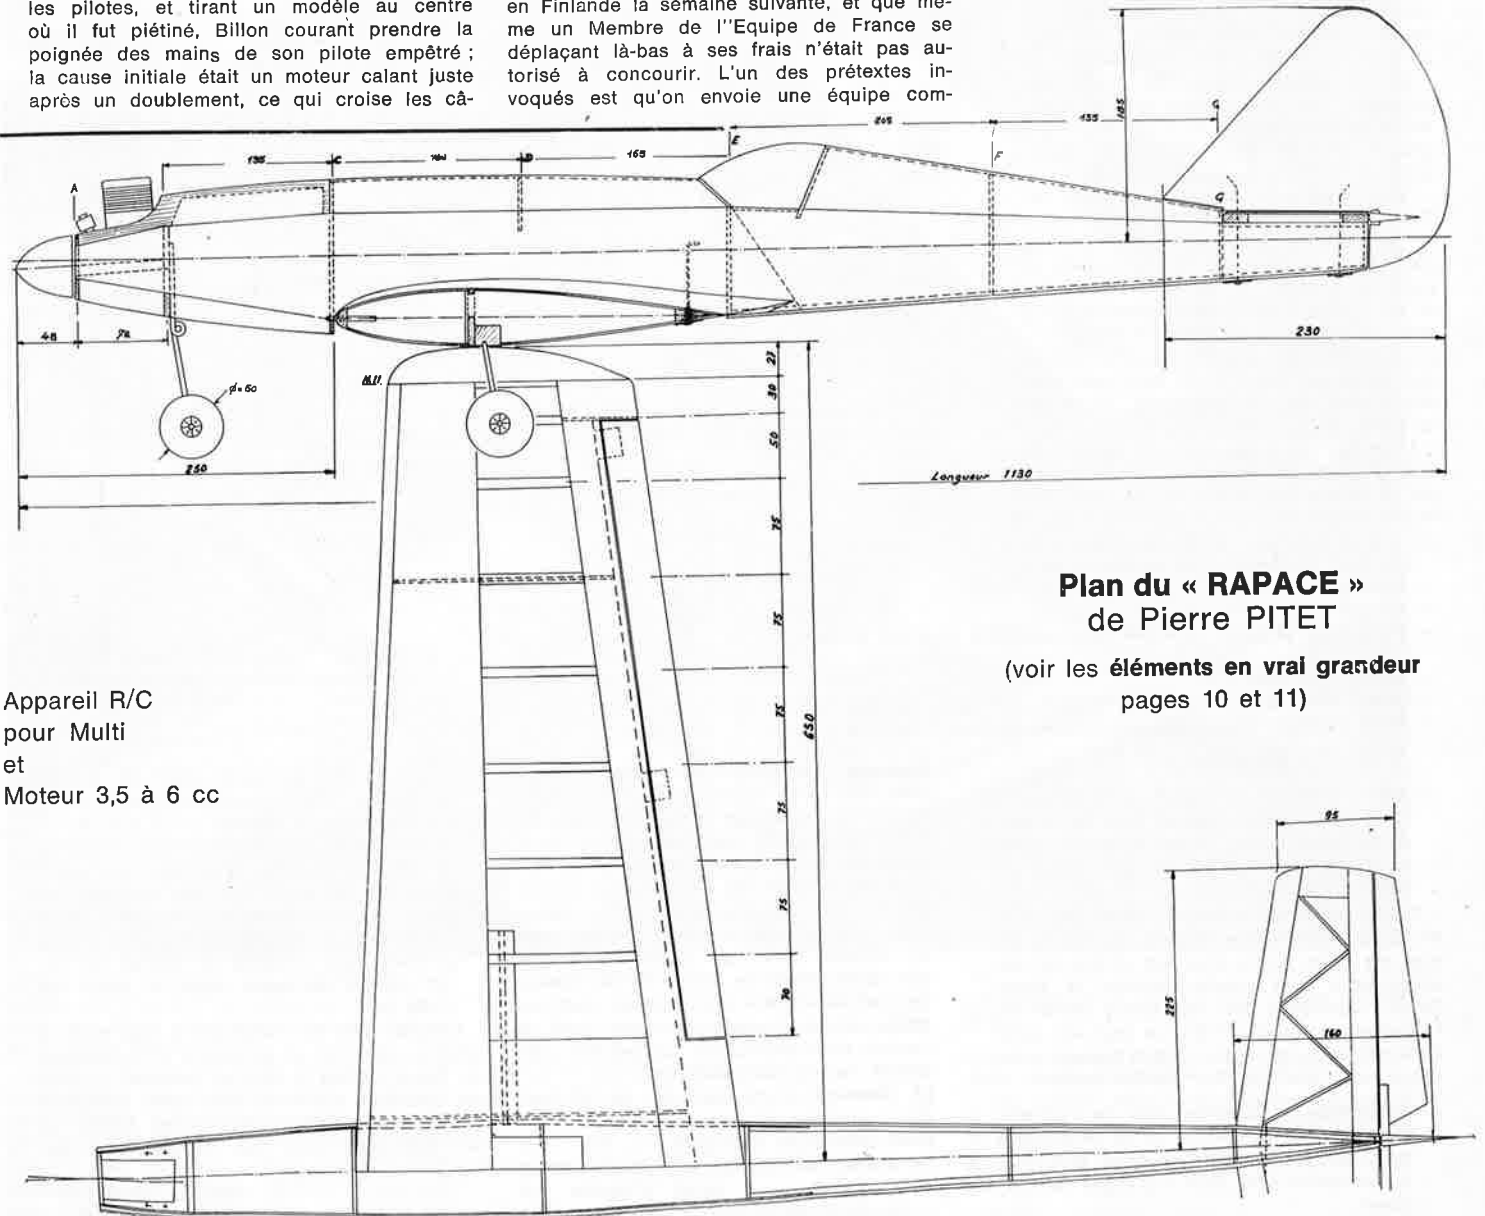 les pilotes, et tirant un modèle au centre
où il fut piétiné, Billon courant prendre la
poignée des mains de son pilote empêtré ;
la cause initiale était un moteur calant juste
après un doublement, ce qui croise les câ-
en Finlande la semaine suivante, et que mê-
me un Membre de l''Equipe de France se
déplaçant là-bas à ses frais n'était pas au-
torisé à concourir. L'un des prétextes in-
voqués est qu'on envoie une équipe com-
A
135
C
D
165
E
205
F
155
G
185
G
48
72
250
ø=60
27
30
50
75
75
75
75
75
70
650
230
Longueur 1130
Plan du « RAPACE »
de Pierre PITET
(voir les éléments en vrai grandeur
pages 10 et 11)
Appareil R/C
pour Multi
et
Moteur 3,5 à 6 cc
95
225
160